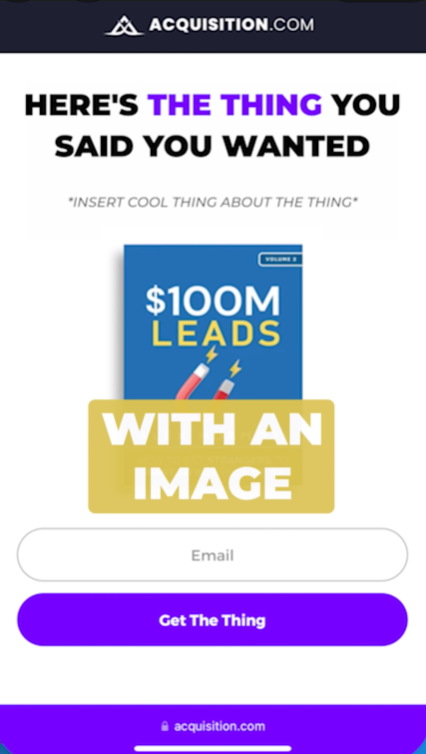 ACQUISITION.COM
HERE'S THE THING YOU
SAID YOU WANTED
*INSERT COOL THING ABOUT THE THING*
VOLUME 2
$100M
LEADS
WITH AN
IMAGE
Email
Get The Thing
acquisition.com